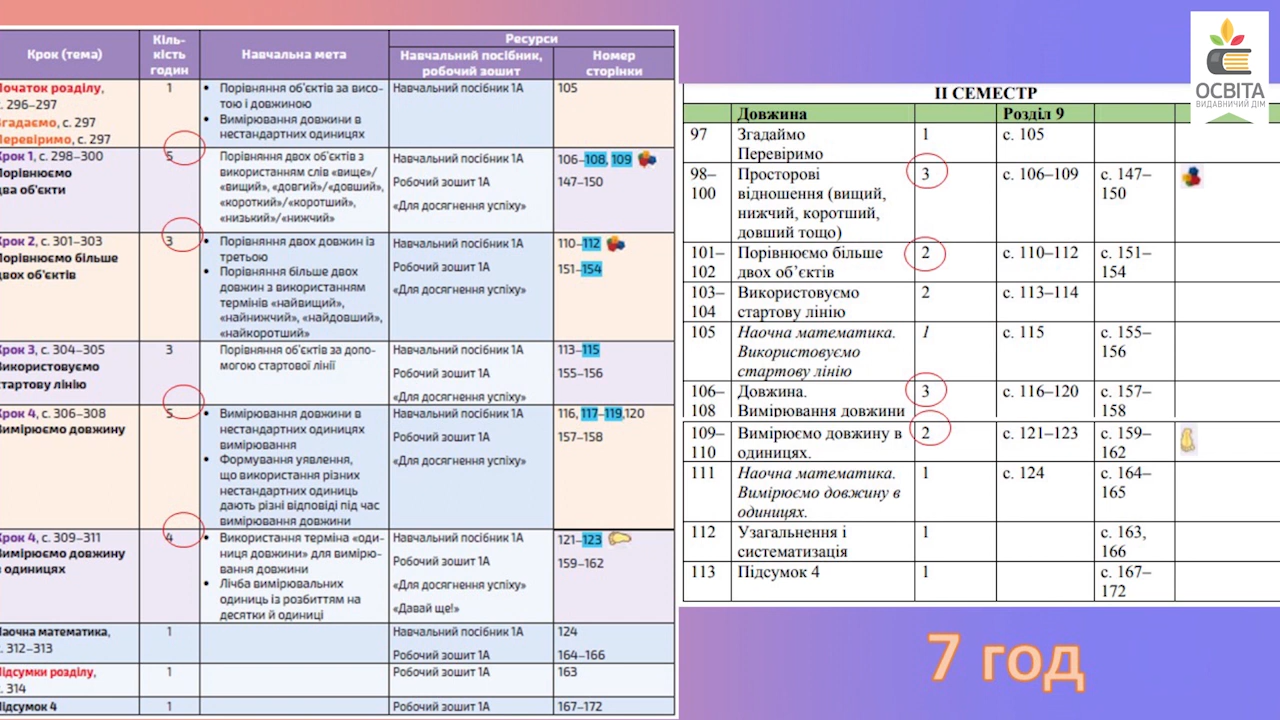 Крок (тема)
Кіль-
кість
годин
Навчальна мета
Ресурси
Навчальний посібник,
робочий зошит
Номер
сторінки
Початок розділу,
с. 296–297
Згадаємо, с. 297
Перевіримо, с. 297
1
• Порівняння об'єктів за висо-
тою і довжиною
• Вимірювання довжини в
нестандартних одиницях
Навчальний посібник 1А
105
Крок 1, с. 298–300
Порівнюємо
два об'єкти
5
Порівняння двох об'єктів з
використанням слів «вище»/
«вищий», «довгий»/«довший»,
«короткий»/«коротший»,
«низький»/«нижчий»
Навчальний посібник 1А
Робочий зошит 1А
«Для досягнення успіху»
106–108, 109
147–150
Крок 2, с. 301–303
Порівнюємо більше
двох об'єктів
3
• Порівняння двох довжин із
третьою
• Порівняння більше двох
довжин з використанням
термінів «найвищий»,
«найнижчий», «найдовший»,
«найкоротший»
Навчальний посібник 1А
Робочий зошит 1А
«Для досягнення успіху»
110–112
151–154
Крок 3, с. 304–305
Використовуємо
стартову лінію
3
Порівняння об'єктів за допо-
могою стартової лінії
Навчальний посібник 1А
Робочий зошит 1А
«Для досягнення успіху»
113–115
155–156
Крок 4, с. 306–308
Вимірюємо довжину
5
• Вимірювання довжини в
нестандартних одиницях
вимірювання
• Формування уявлення,
що використання різних
нестандартних одиниць
дають різні відповіді під час
вимірювання довжини
Навчальний посібник 1А
Робочий зошит 1А
«Для досягнення успіху»
116, 117–119,120
157–158
Крок 4, с. 309–311
Вимірюємо довжину
в одиницях
4
• Використання терміна «оди-
ниця довжини» для вимірю-
вання довжини
• Лічба вимірювальних
одиниць із розбиттям на
десятки й одиниці
Навчальний посібник 1А
Робочий зошит 1А
«Для досягнення успіху»
«Давай ще!»
121–123
159–162
Наочна математика,
с. 312–313
1
Навчальний посібник 1А
Робочий зошит 1А
124
164–166
Підсумки розділу,
с. 314
1
Робочий зошит 1А
163
Підсумок 4
1
Робочий зошит 1А
167–172
ОСВІТА
ВИДАВНИЧИЙ ДІМ
ІІ СЕМЕСТР
Довжина
Розділ 9
97
Згадаймо
Перевіримо
1
с. 105
98–
100
Просторові
відношення (вищий,
нижчий, коротший,
довший тощо)
3
с. 106–109
с. 147–
150
101–
102
Порівнюємо більше
двох об’єктів
2
с. 110–112
с. 151–
154
103–
104
Використовуємо
стартову лінію
2
с. 113–114
105
Наочна математика.
Використовуємо
стартову лінію
1
с. 115
с. 155–
156
106–
108
Довжина.
Вимірювання довжини
3
с. 116–120
с. 157–
158
109–
110
Вимірюємо довжину в
одиницях.
2
с. 121–123
с. 159–
162
111
Наочна математика.
Вимірюємо довжину в
одиницях.
1
с. 124
с. 164–
165
112
Узагальнення і
систематизація
1
с. 163,
166
113
Підсумок 4
1
с. 167–
172
7 год